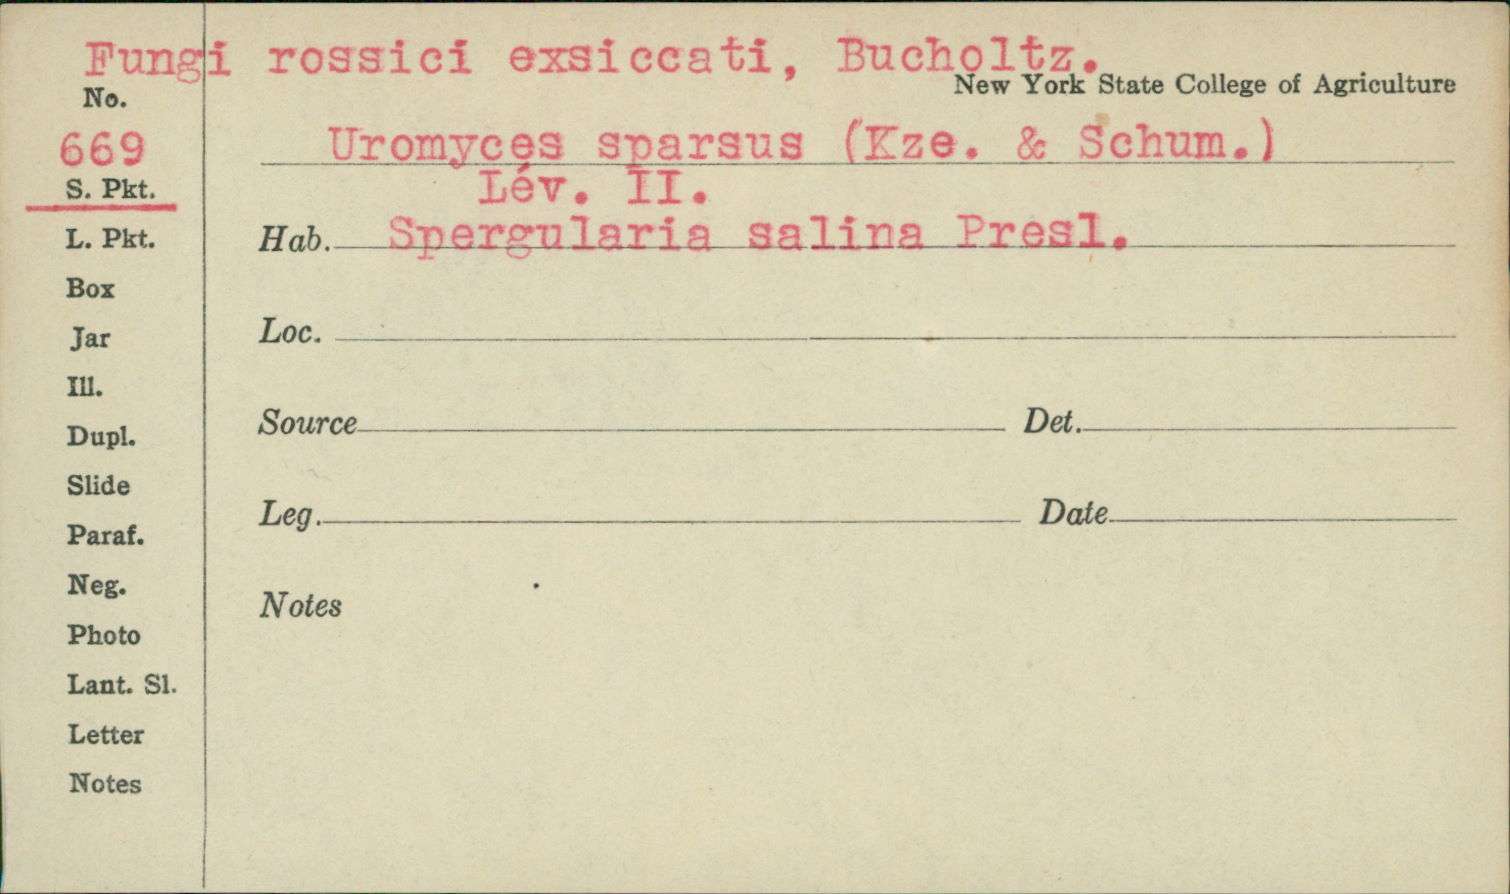 Fungi rossici exsiccati, Bucholtz.
New York State College of Agriculture
No.
669
Uromyces sparsus (Kze. & Schum.)
Lév. II.
S. Pkt.
L. Pkt.
Hab. Spergularia salina Presl.
Box
Jar
Loc.
Ill.
Dupl.
Source Det.
Slide
Leg. Date
Paraf.
Neg.
Notes
Photo
Lant. Sl.
Letter
Notes